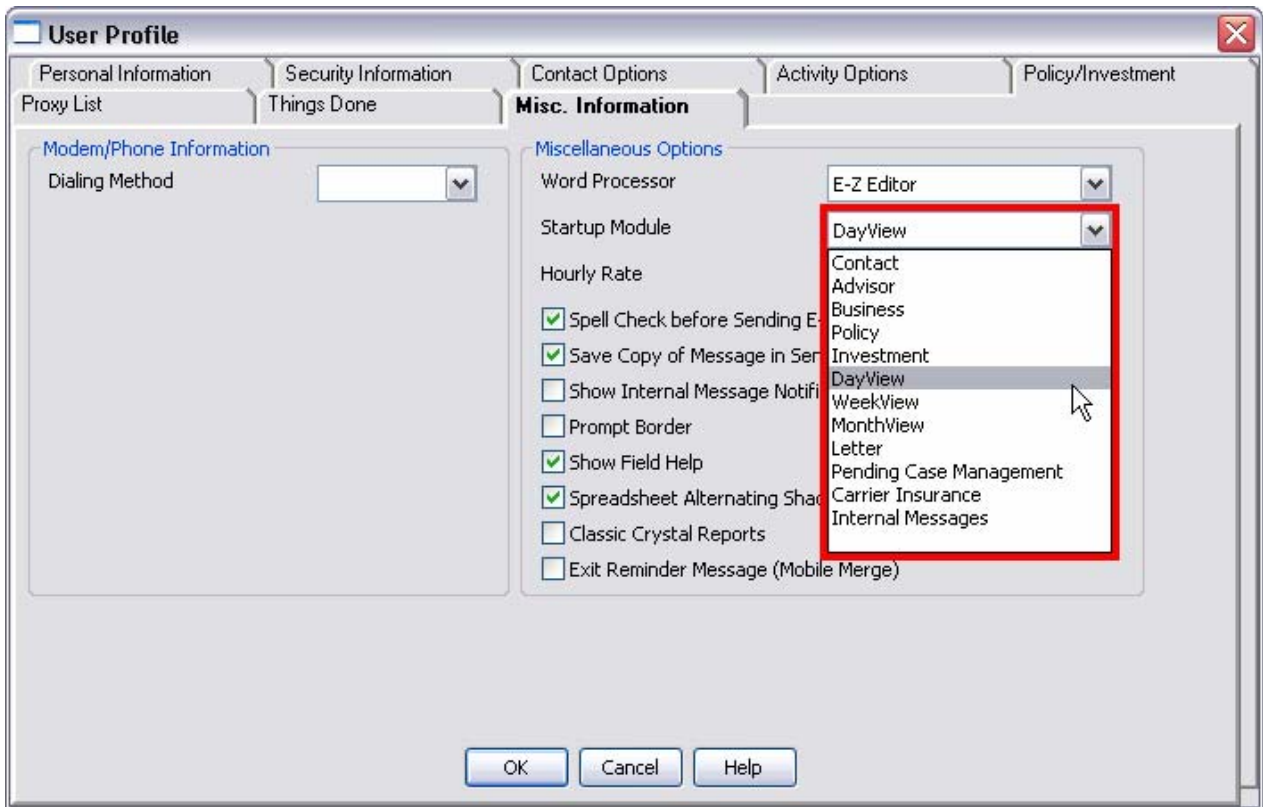 User Profile
Personal Information Security Information Contact Options Activity Options Policy/Investment
Proxy List Things Done Misc. Information
Modem/Phone Information
Dialing Method
Miscellaneous Options
Word Processor E-Z Editor
Startup Module DayView
Hourly Rate
Contact
Advisor
Business
Policy
Investment
DayView
WeekView
MonthView
Letter
Pending Case Management
Carrier Insurance
Internal Messages
Spell Check before Sending E-
Save Copy of Message in Sen
Show Internal Message Notifi
Prompt Border
Show Field Help
Spreadsheet Alternating Shad
Classic Crystal Reports
Exit Reminder Message (Mobile Merge)
OK Cancel Help